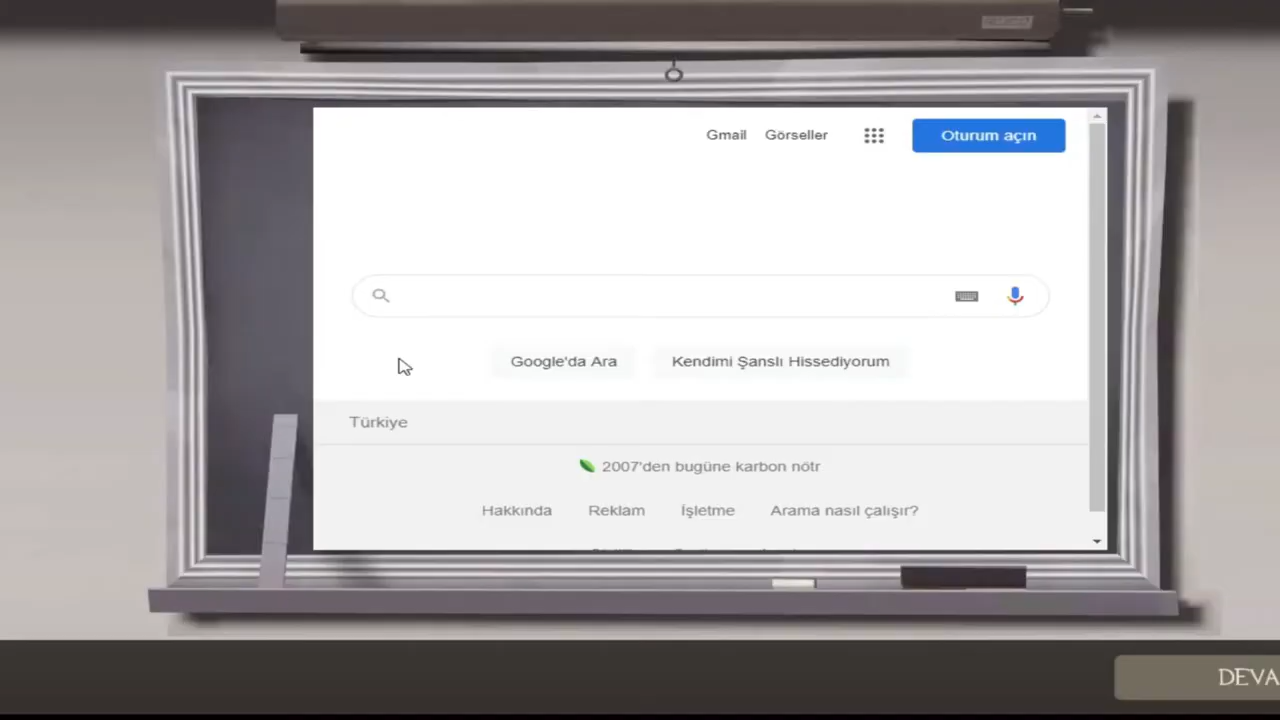 Gmail Görseller Oturum açın
Google'da Ara Kendimi Şanslı Hissediyorum
Türkiye
2007'den bugüne karbon nötr
Hakkında Reklam İşletme Arama nasıl çalışır?
DEVA